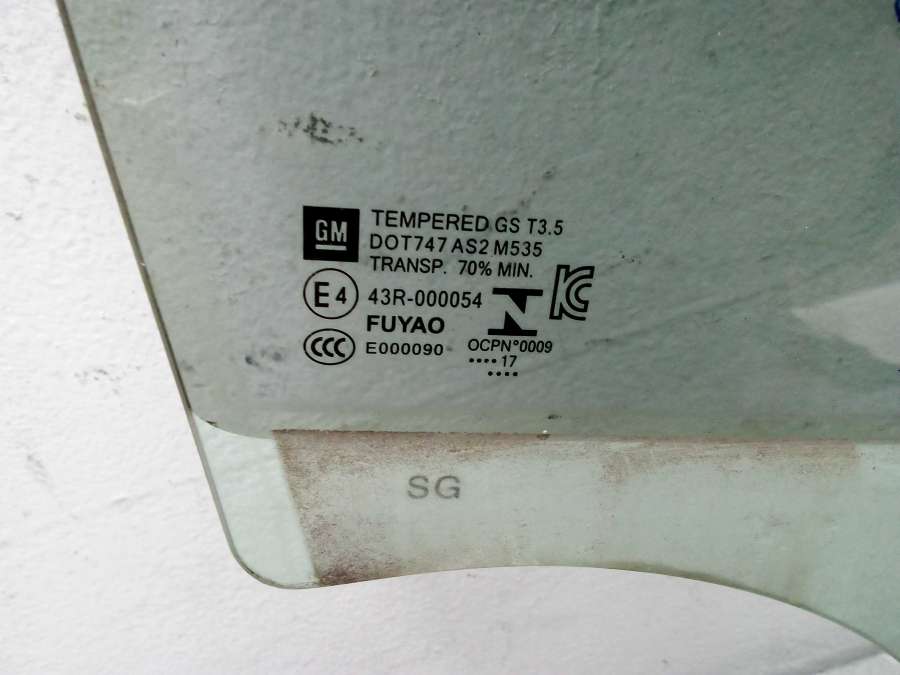 GM
TEMPERED GS T3.5
DOT747 AS2 M535
TRANSP. 70% MIN.
E4 43R-000054
FUYAO
CCC E000090
OCPN°0009
.... 17
....
SG